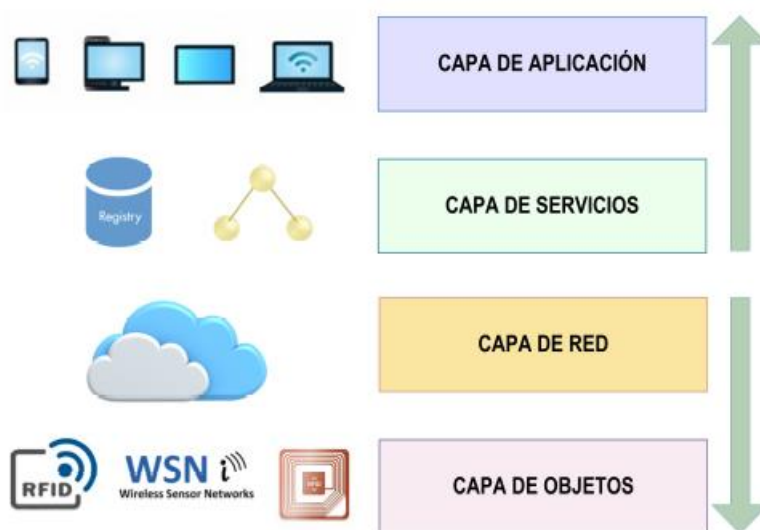 CAPA DE APLICACIÓN
Registry
CAPA DE SERVICIOS
CAPA DE RED
RFID
WSN i
Wireless Sensor Networks
CAPA DE OBJETOS